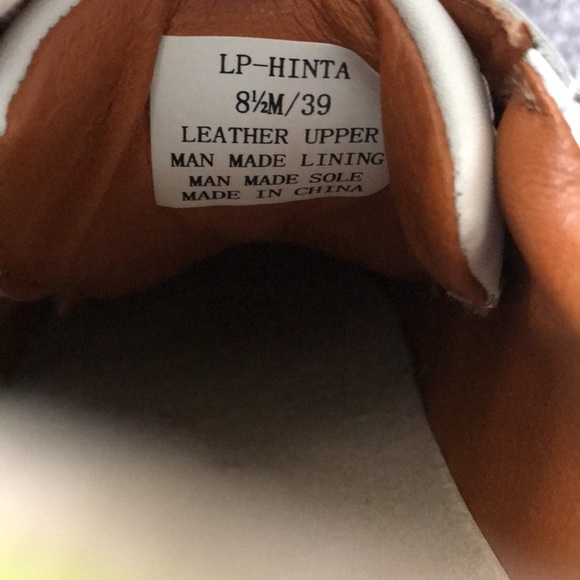 LP-HINTA
8½M/39
LEATHER UPPER
MAN MADE LINING
MAN MADE SOLE
MADE IN CHINA